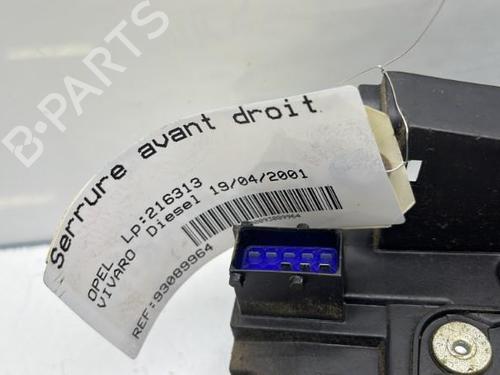 B-PARTS
Serrure avant droit
OPEL LP:216313
VIVARO Diesel 19/04/2001
REF:93089964